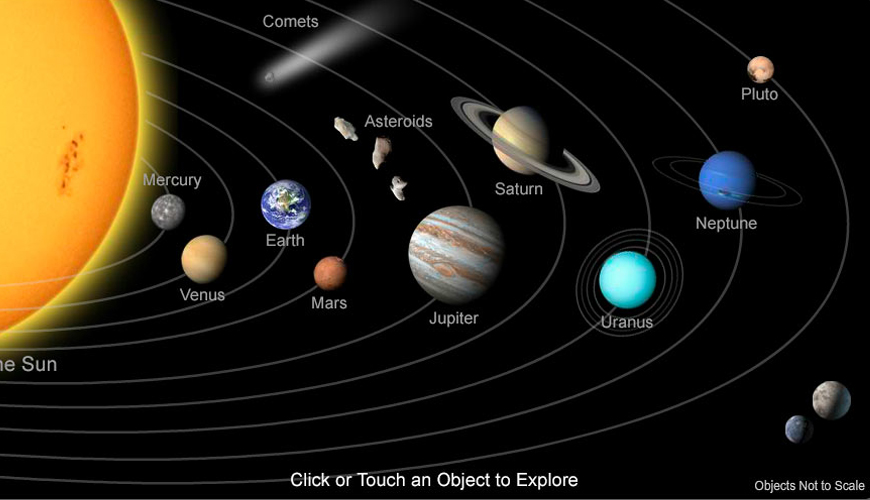 Comets
Pluto
Asteroids
Mercury
Saturn
Neptune
Earth
Venus
Mars
Jupiter
Uranus
he Sun
Click or Touch an Object to Explore
Objects Not to Scale